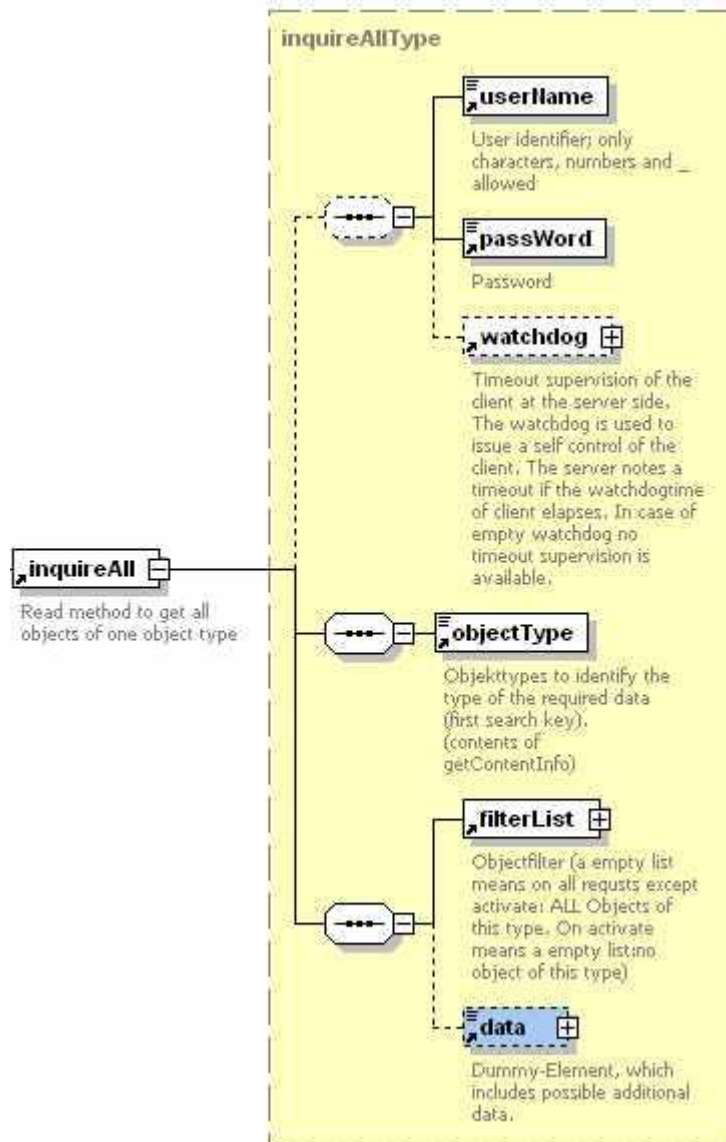 inquireAllType
userName
User identifier; only
characters, numbers and _
allowed
passWord
Password
watchdog
Timeout supervision of the
client at the server side.
The watchdog is used to
issue a self control of the
client. The server notes a
timeout if the watchdogtime
of client elapses. In case of
empty watchdog no
timeout supervision is
available.
inquireAll
Read method to get all
objects of one object type
objectType
Objekttypes to identify the
type of the required data
(first search key).
(contents of
getContentInfo)
filterList
Objectfilter (a empty list
means on all requsts except
activate: ALL Objects of
this type. On activate
means a empty list:no
object of this type)
data
Dummy-Element, which
includes possible additional
data.